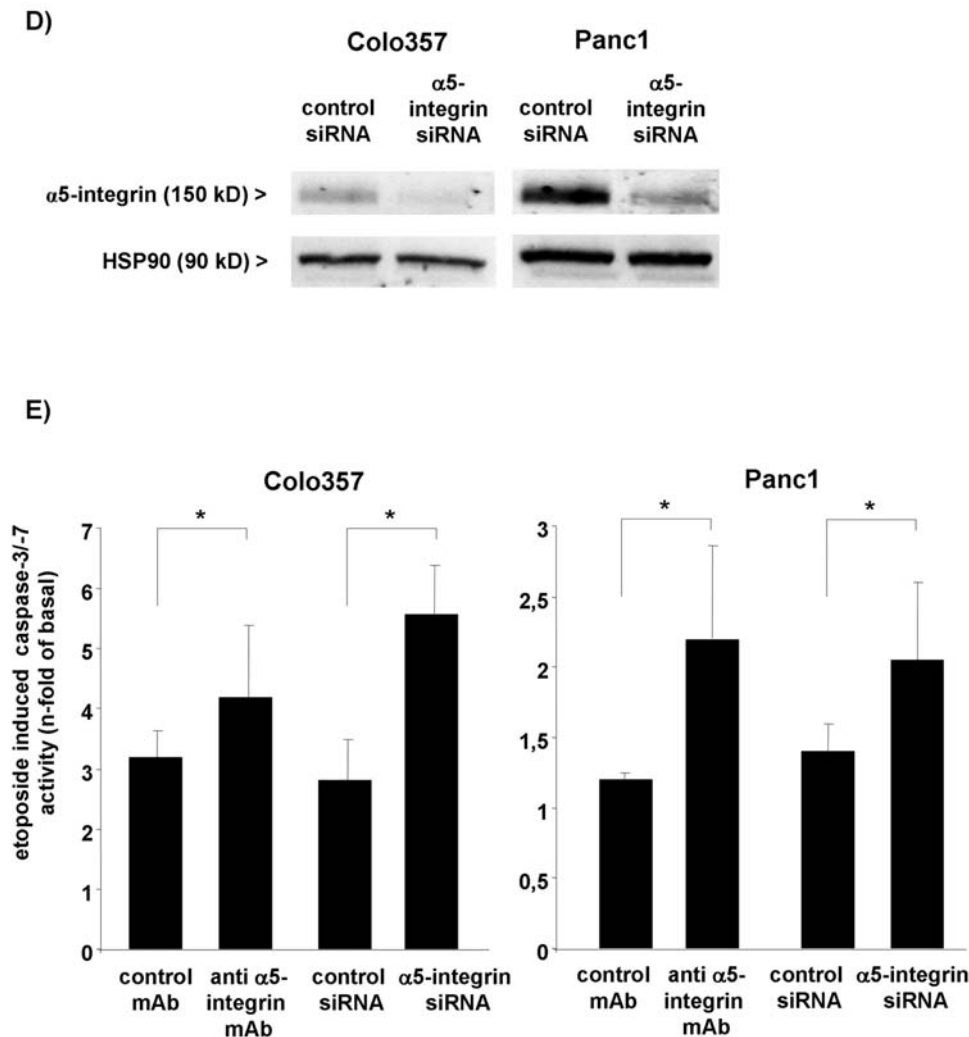 D)
Colo357
Panc1
control
siRNA
α5-
integrin
siRNA
control
siRNA
α5-
integrin
siRNA
α5-integrin (150 kD) >
HSP90 (90 kD) >
E)
Colo357
Panc1
etoposide induced caspase-3/-7
activity (n-fold of basal)
7
6
5
4
3
2
1
0
*
*
control
mAb
anti α5-
integrin
mAb
control
siRNA
α5-integrin
siRNA
3
2,5
2
1,5
1
0,5
0
*
*
control
mAb
anti α5-
integrin
mAb
control
siRNA
α5-integrin
siRNA